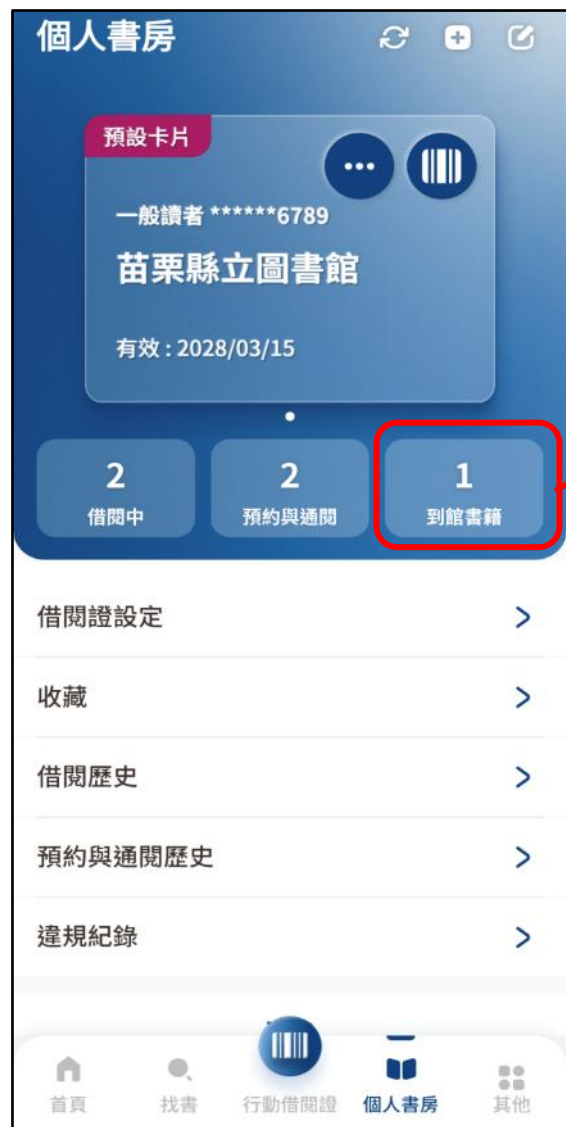 個人書房
預設卡片
一般讀者 ******6789
苗栗縣立圖書館
有效 : 2028/03/15
2 2 1
借閱中 預約與通閱 到館書籍
借閱證設定
收藏
借閱歷史
預約與通閱歷史
違規紀錄
首頁 找書 行動借閱證 個人書房 其他